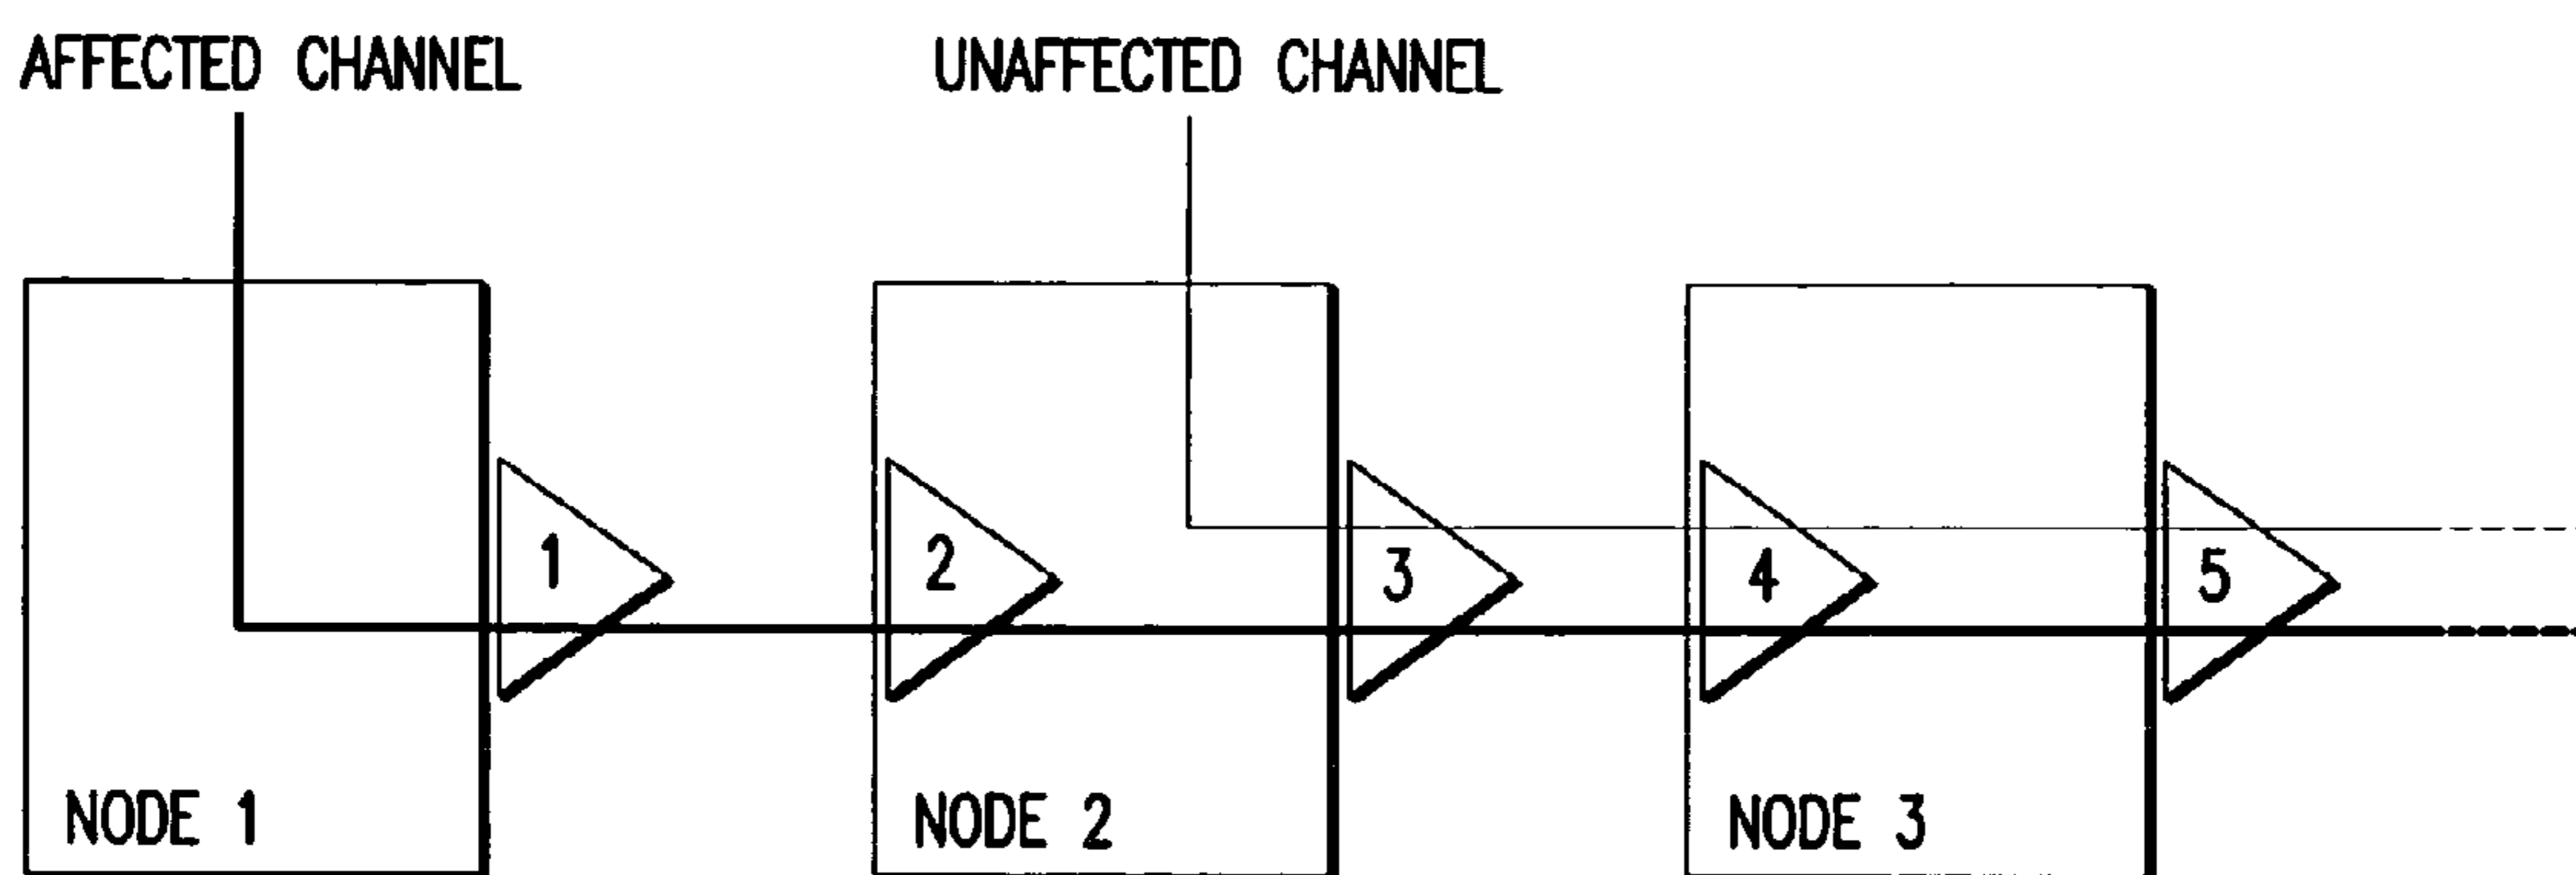 AFFECTED CHANNEL
UNAFFECTED CHANNEL
1
2
3
4
5
NODE 1
NODE 2
NODE 3